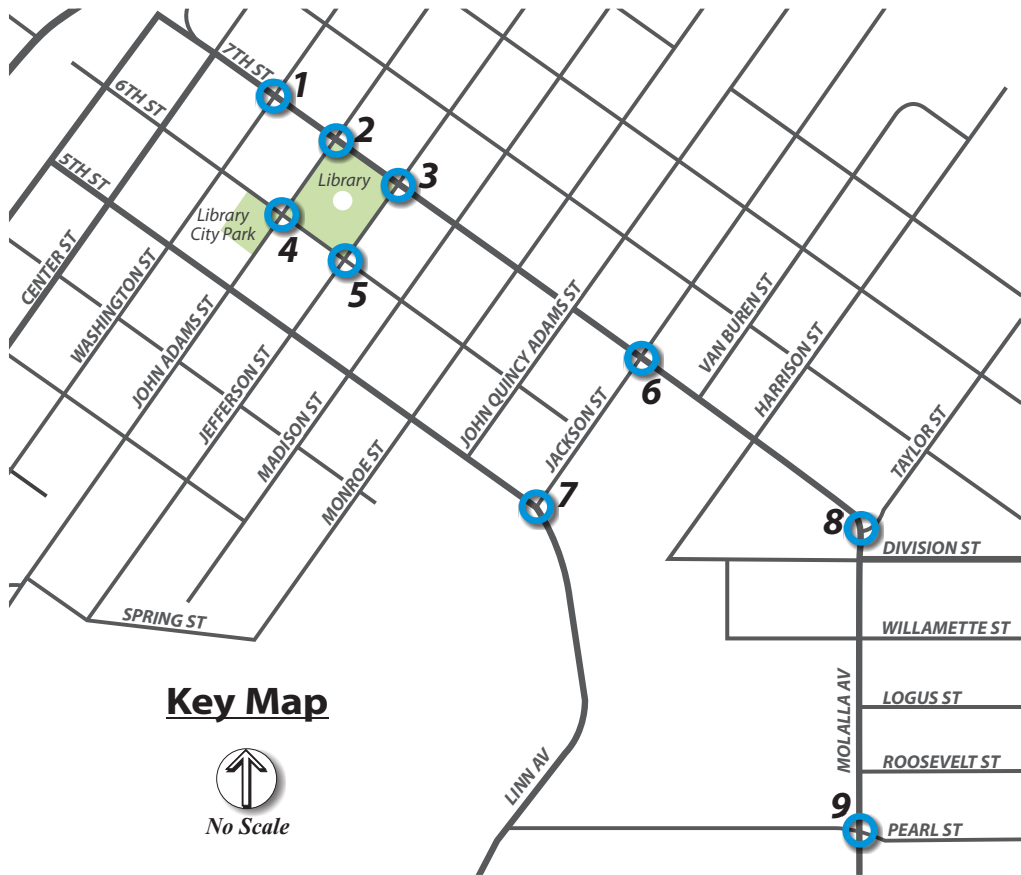 7TH ST
1
6TH ST
2
5TH ST
Library
3
Library
City Park
4
5
CENTER ST
WASHINGTON ST
JOHN ADAMS ST
JEFFERSON ST
MADISON ST
MONROE ST
JOHN QUINCY ADAMS ST
JACKSON ST
6
VAN BUREN ST
HARRISON ST
TAYLOR ST
7
8
DIVISION ST
SPRING ST
WILLAMETTE ST
Key Map
MOLALLA AV
LOGUS ST
LINN AV
ROOSEVELT ST
No Scale
9
PEARL ST